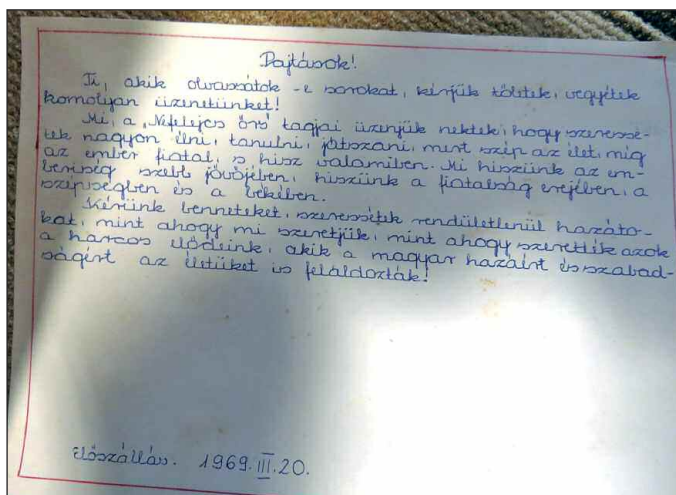 Pajtások!
Ti, akik olvassátok -e sorokat, kérjük tőletek, vegyétek
komolyan üzenetünket!
Mi, a „Nefelejcs őrs" tagjai üzenjük nektek, hogy szeresse-
tek nagyon élni, tanulni, játszani, mert szép az élet, míg
az ember fiatal, s hisz valamiben. Mi hiszünk az em-
beriség szebb jövőjében, hiszünk a fiatalság erejében, a
szépségben és a békében.
Kérünk benneteket, szeressétek rendületlenül hazáto-
kat, mint ahogy mi szeretjük, mint ahogy szerették azok
a harcos elődeink, akik a magyar hazáért és szabad-
ságért az életüket is feláldozták!
Előszállás. 1969. III. 20.